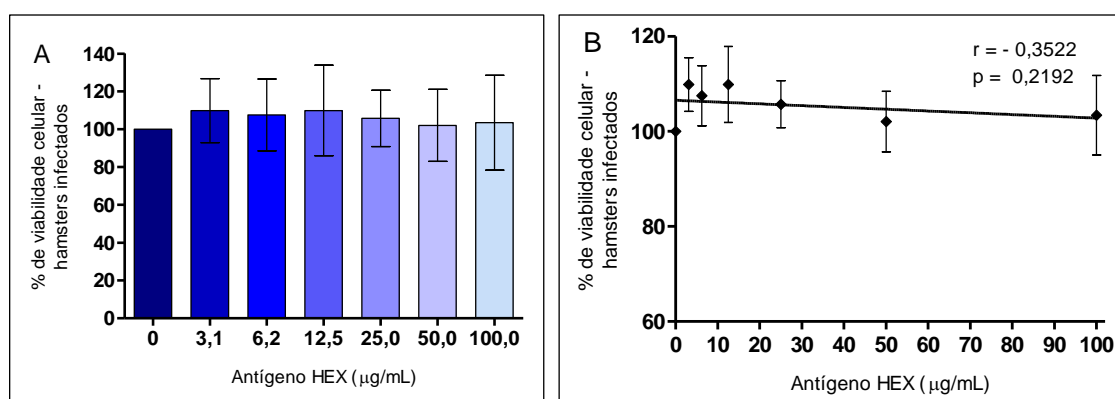 A
% de viabilidade celular -
hamsters infectados
140
120
100
80
60
40
20
0
0 3,1 6,2 12,5 25,0 50,0 100,0
Antígeno HEX (μg/mL)
B
r = - 0,3522
p = 0,2192
% de viabilidade celular -
hamsters infectados
120
100
80
60
0 10 20 30 40 50 60 70 80 90 100
Antígeno HEX (μg/mL)